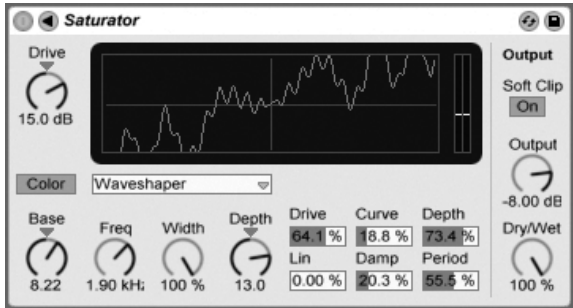 Saturator
Drive
15.0 dB
Output
Soft Clip
On
Output
-8.00 dB
Dry/Wet
100 %
Color
Waveshaper
Base
8.22
Freq
1.90 kHz
Width
100 %
Depth
13.0
Drive
64.1 %
Curve
18.8 %
Depth
73.4 %
Lin
0.00 %
Damp
20.3 %
Period
55.5 %